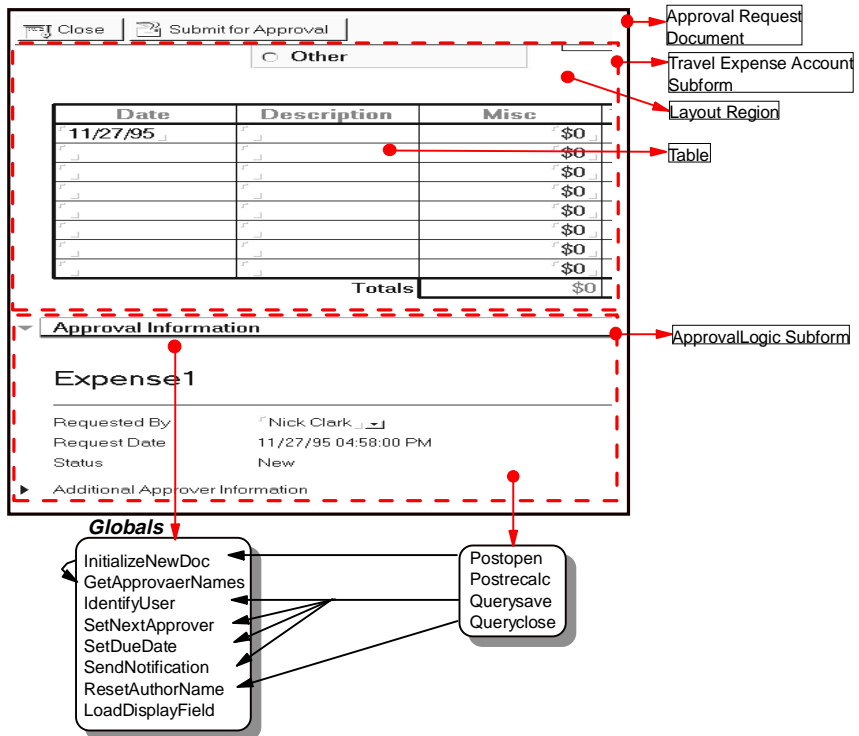 Close Submit for Approval
Approval Request
Document
Other
Travel Expense Account
Subform
Layout Region
Date Description Misc
11/27/95 $0
$0
Table
$0
$0
$0
$0
$0
$0
Totals $0
Approval Information
ApprovalLogic Subform
Expense1
Requested By Nick Clark
Request Date 11/27/95 04:58:00 PM
Status New
Additional Approver Information
Globals
InitializeNewDoc
GetApprovaerNames
IdentifyUser
SetNextApprover
SetDueDate
SendNotification
ResetAuthorName
LoadDisplayField
Postopen
Postrecalc
Querysave
Queryclose